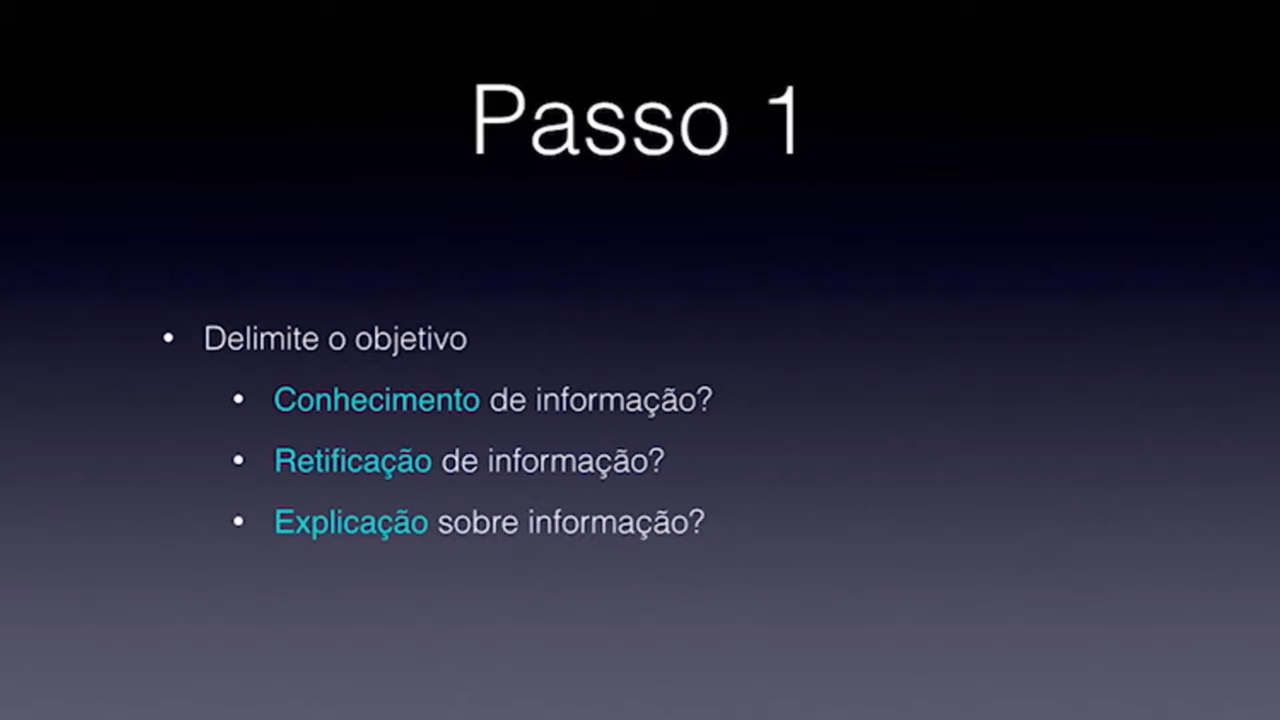 Passo 1
• Delimite o objetivo
• Conhecimento de informação?
• Retificação de informação?
• Explicação sobre informação?